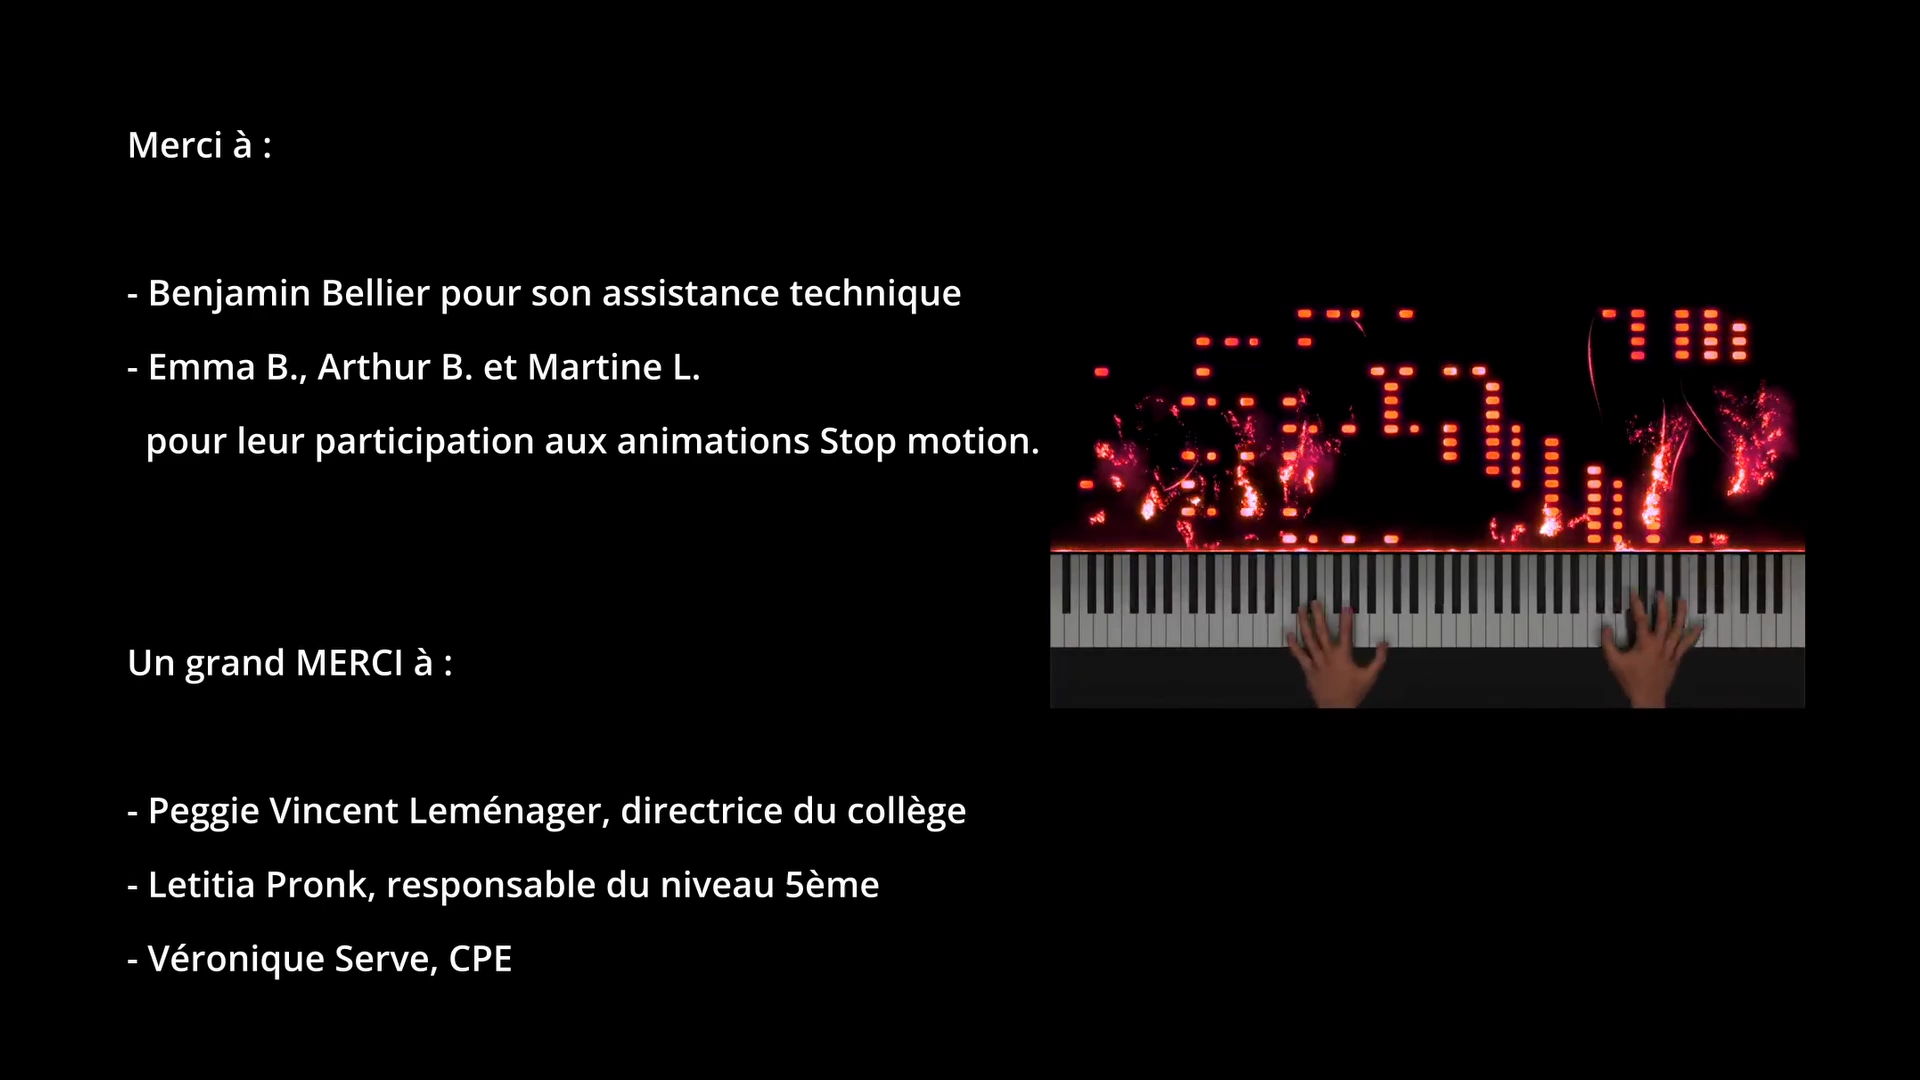 Merci à :
- Benjamin Bellier pour son assistance technique
- Emma B., Arthur B. et Martine L.
pour leur participation aux animations Stop motion.
Un grand MERCI à :
- Peggie Vincent Leménager, directrice du collège
- Letitia Pronk, responsable du niveau 5ème
- Véronique Serve, CPE